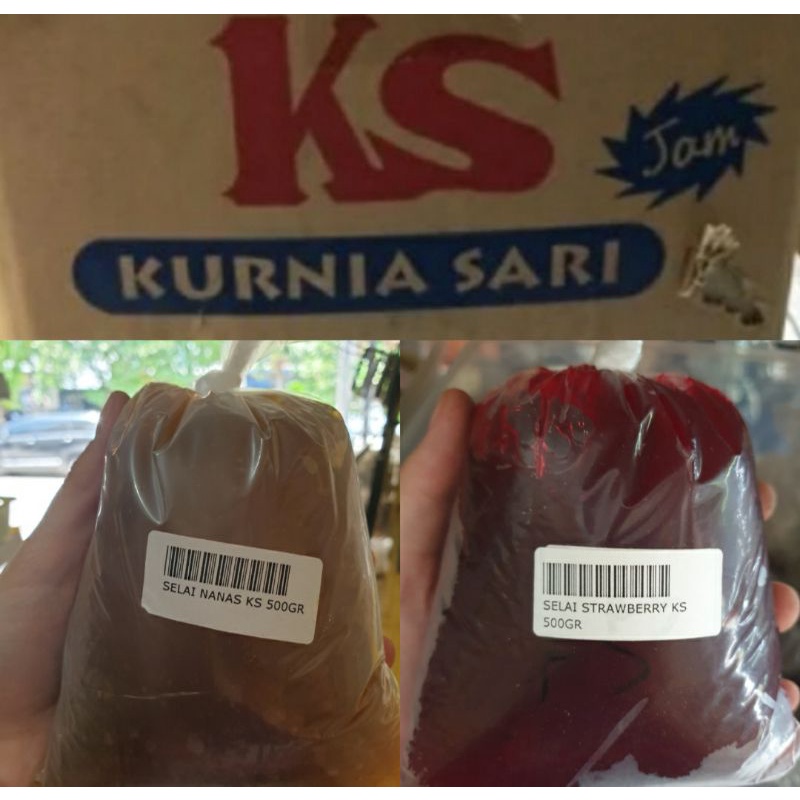 KS
Jam
KURNIA SARI
SELAI NANAS KS 500GR
SELAI STRAWBERRY KS
500GR